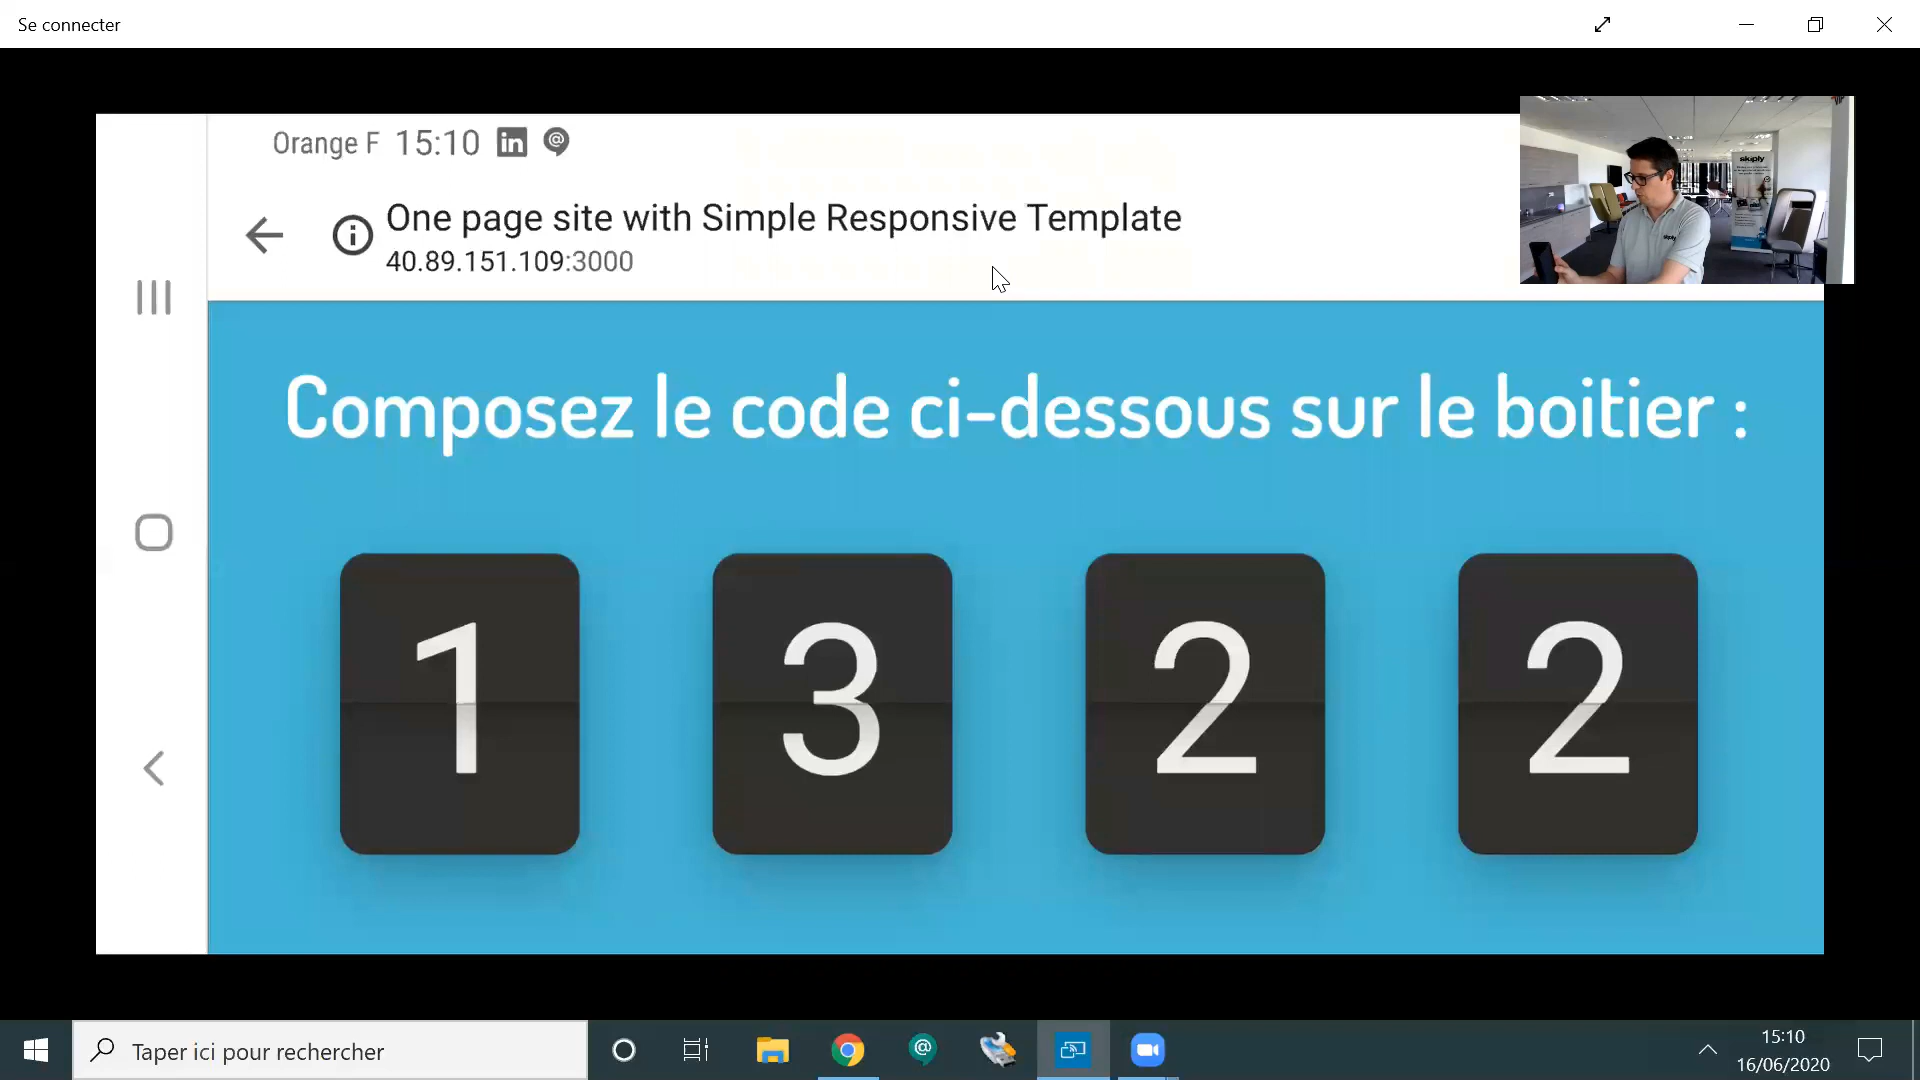 Se connecter
Orange F 15:10
One page site with Simple Responsive Template
40.89.151.109:3000
skiply
Composez le code ci-dessous sur le boitier :
1 3 2 2
Taper ici pour rechercher
15:10
16/06/2020